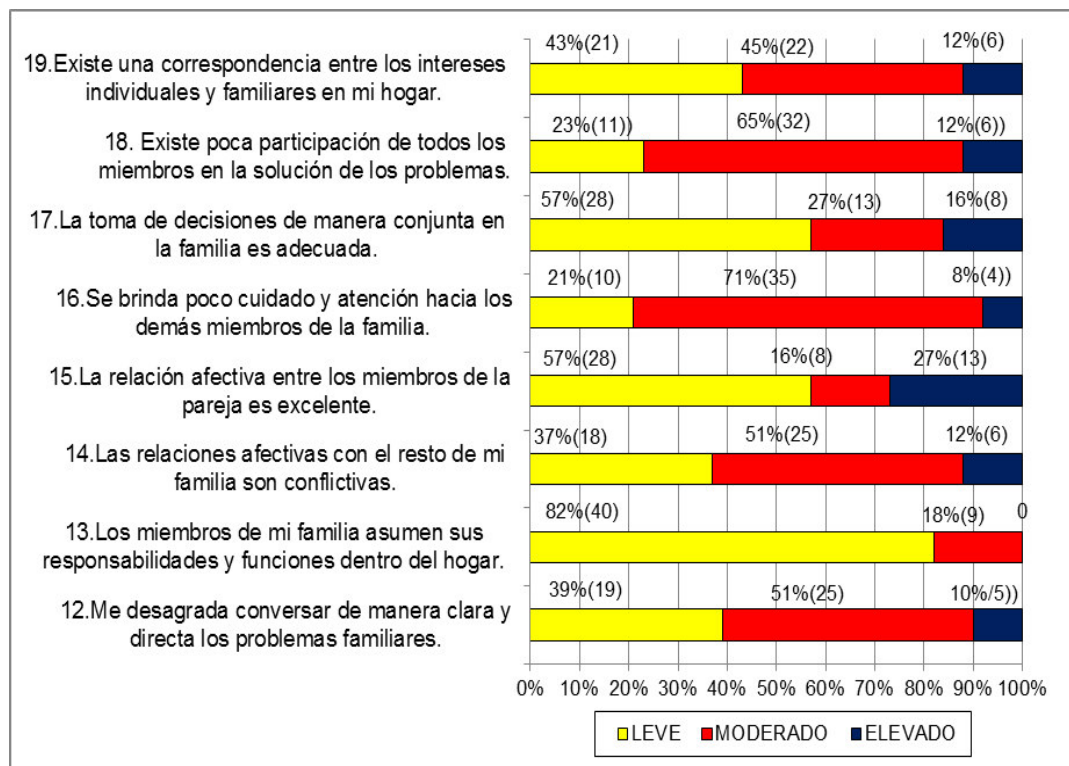 43%(21) 45%(22) 12%(6)
19.Existe una correspondencia entre los intereses
individuales y familiares en mi hogar.
23%(11)) 65%(32) 12%(6))
18. Existe poca participación de todos los
miembros en la solución de los problemas.
57%(28) 27%(13) 16%(8)
17.La toma de decisiones de manera conjunta en
la familia es adecuada.
21%(10) 71%(35) 8%(4))
16.Se brinda poco cuidado y atención hacia los
demás miembros de la familia.
57%(28) 16%(8) 27%(13)
15.La relación afectiva entre los miembros de la
pareja es excelente.
37%(18) 51%(25) 12%(6)
14.Las relaciones afectivas con el resto de mi
familia son conflictivas.
82%(40) 18%(9) 0
13.Los miembros de mi familia asumen sus
responsabilidades y funciones dentro del hogar.
39%(19) 51%(25) 10%/5))
12.Me desagrada conversar de manera clara y
directa los problemas familiares.
0% 10% 20% 30% 40% 50% 60% 70% 80% 90% 100%
LEVE MODERADO ELEVADO